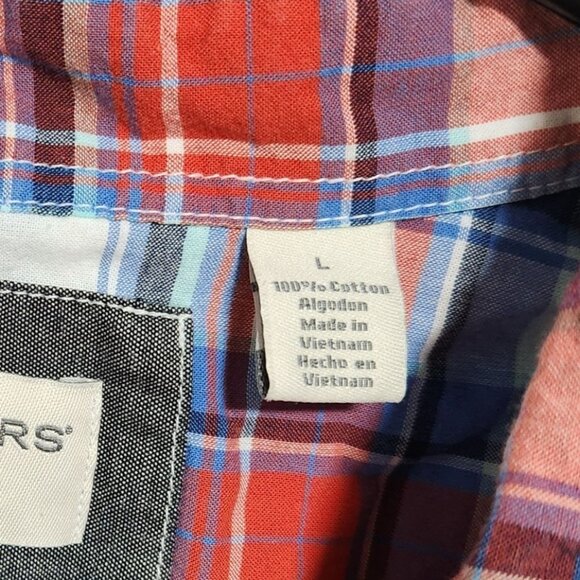 L
100% Cotton
Algodon
Made in
Vietnam
Hecho en
Vietnam
RS®